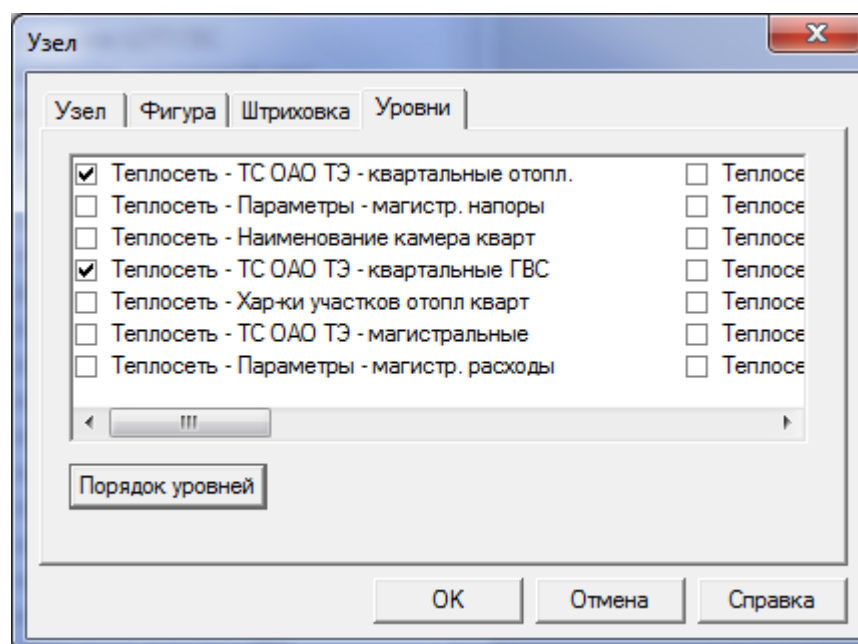 Узел
Узел Фигура Штриховка Уровни
Теплосеть - ТС ОАО ТЭ - квартальные отопл. Теплосе
Теплосеть - Параметры - магистр. напоры Теплосе
Теплосеть - Наименование камера кварт Теплосе
Теплосеть - ТС ОАО ТЭ - квартальные ГВС Теплосе
Теплосеть - Хар-ки участков отопл кварт Теплосе
Теплосеть - ТС ОАО ТЭ - магистральные Теплосе
Теплосеть - Параметры - магистр. расходы Теплосе
Порядок уровней
OK Отмена Справка